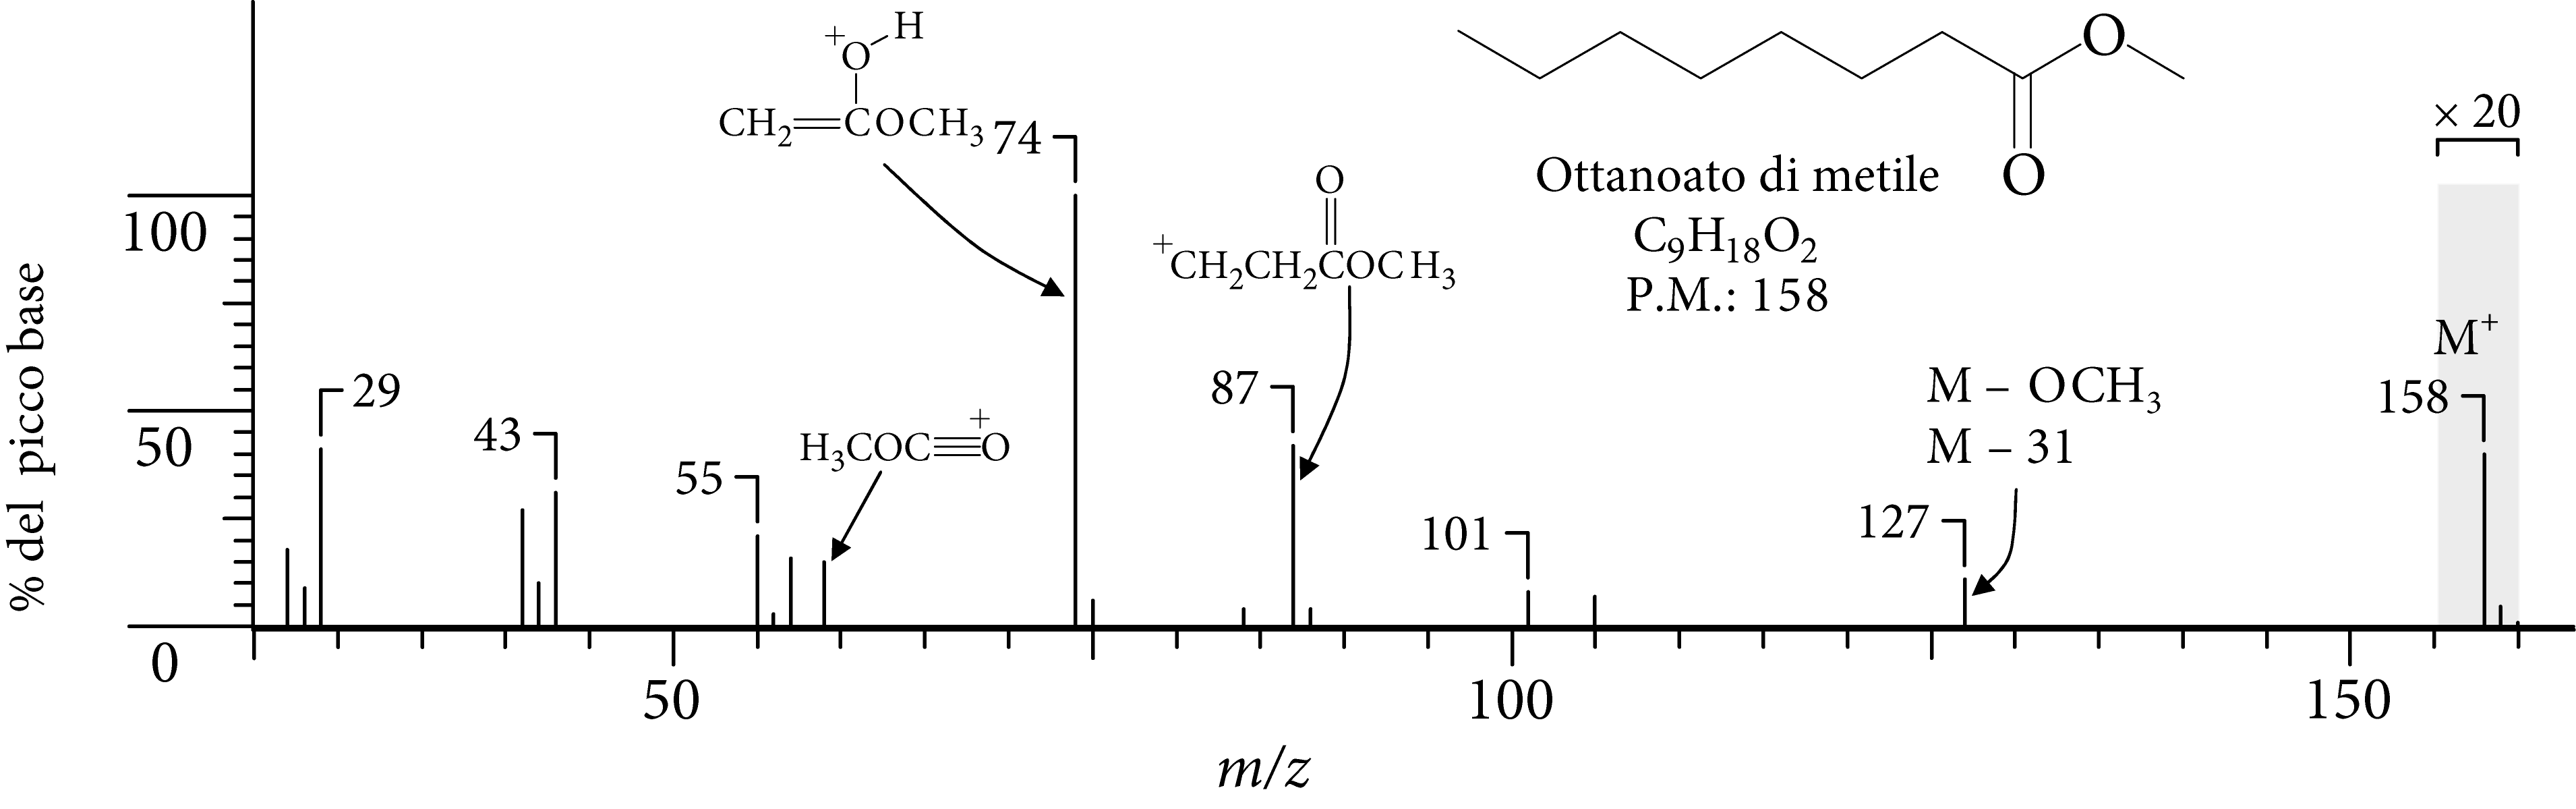 % del picco base
100
50
0
29
43
55
H₃COC≡O⁺
⁺O–H
CH₂=COCH₃
74
O
⁺CH₂CH₂COCH₃
87
101
O
O
Ottanoato di metile
C₉H₁₈O₂
P.M.: 158
M – OCH₃
M – 31
127
× 20
M⁺
158
50
100
150
m/z